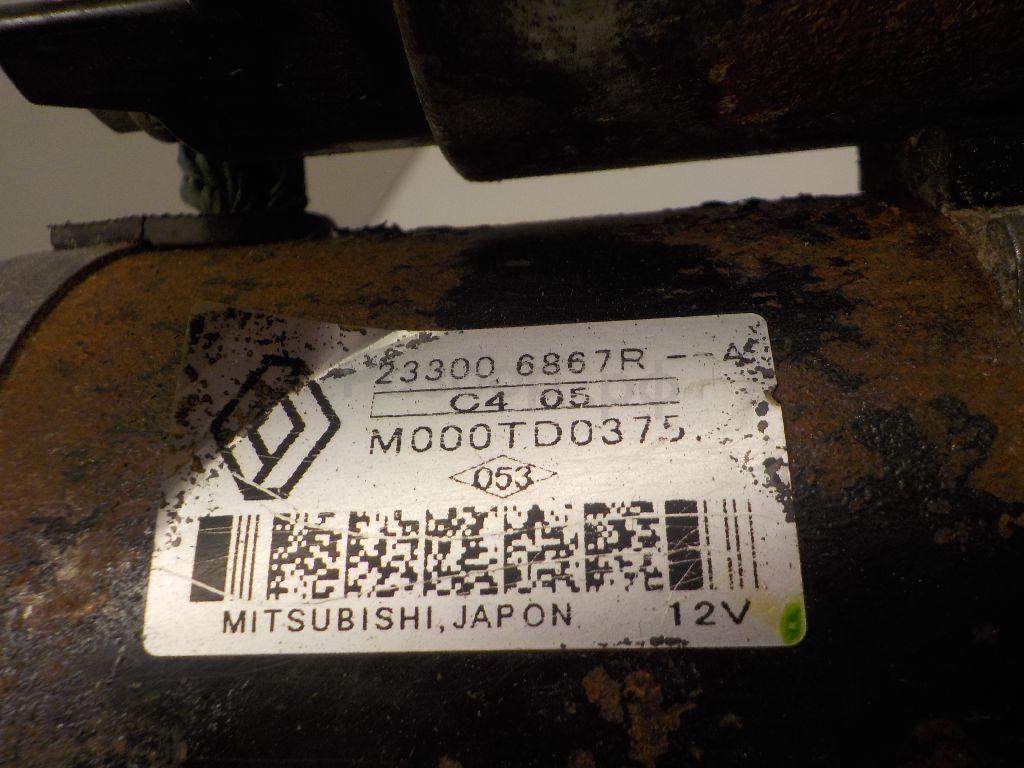 23300 6867R --A
C4 05
M000TD0375
053
MITSUBISHI, JAPON 12V